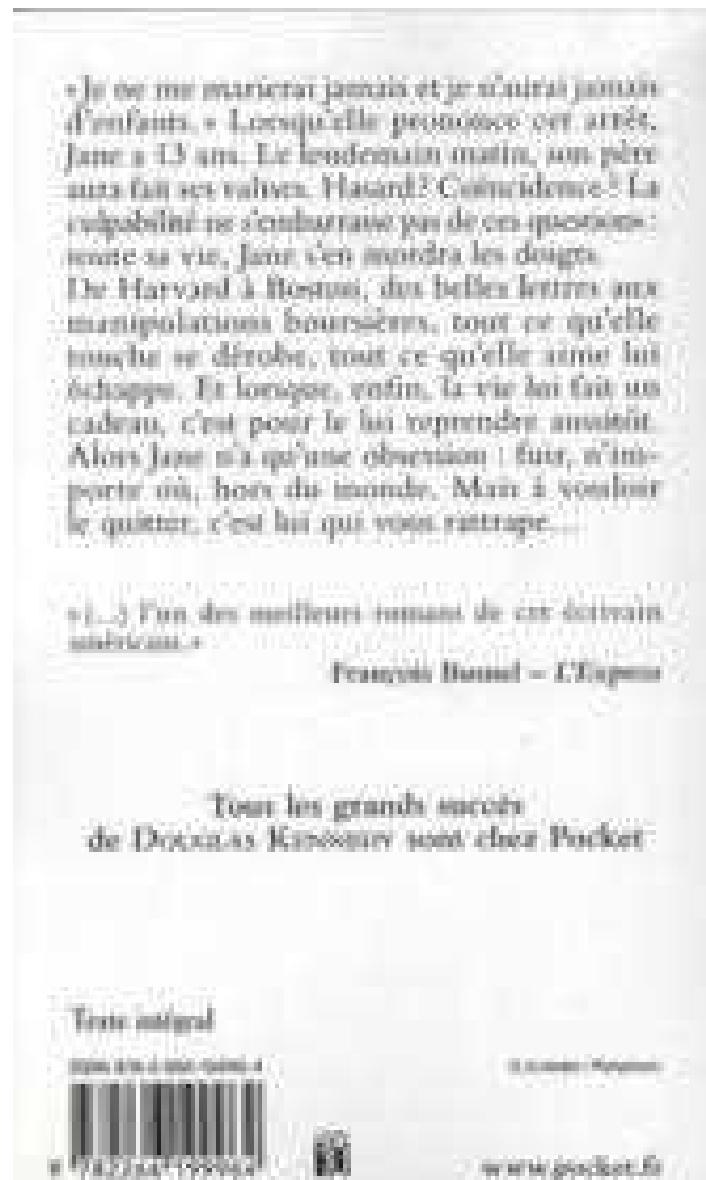 « Je ne me marierai jamais et je n'aurai jamais
d'enfants. » Lorsqu'elle prononce cet arrêt,
Jane a 13 ans. Le lendemain matin, son père
aura fait ses valises. Hasard ? Coïncidence ? La
culpabilité ne s'embarrasse pas de ces questions :
toute sa vie, Jane s'en mordra les doigts.
De Harvard à Boston, des belles lettres aux
manipulations boursières, tout ce qu'elle
touche se dérobe, tout ce qu'elle aime lui
échappe. Et lorsque, enfin, la vie lui fait un
cadeau, c'est pour le lui reprendre aussitôt.
Alors Jane n'a qu'une obsession : fuir, n'im-
porte où, hors du monde. Mais à vouloir
le quitter, c'est lui qui vous rattrape...
« (...) l'un des meilleurs romans de cet écrivain
américain. »
François Busnel – L'Express
Tous les grands succès
de DOUGLAS KENNEDY sont chez Pocket
Texte intégral
www.pocket.fr